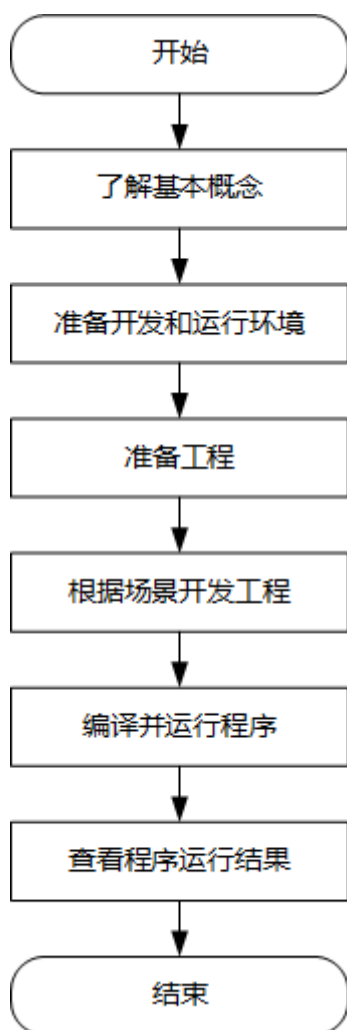 开始
了解基本概念
准备开发和运行环境
准备工程
根据场景开发工程
编译并运行程序
查看程序运行结果
结束